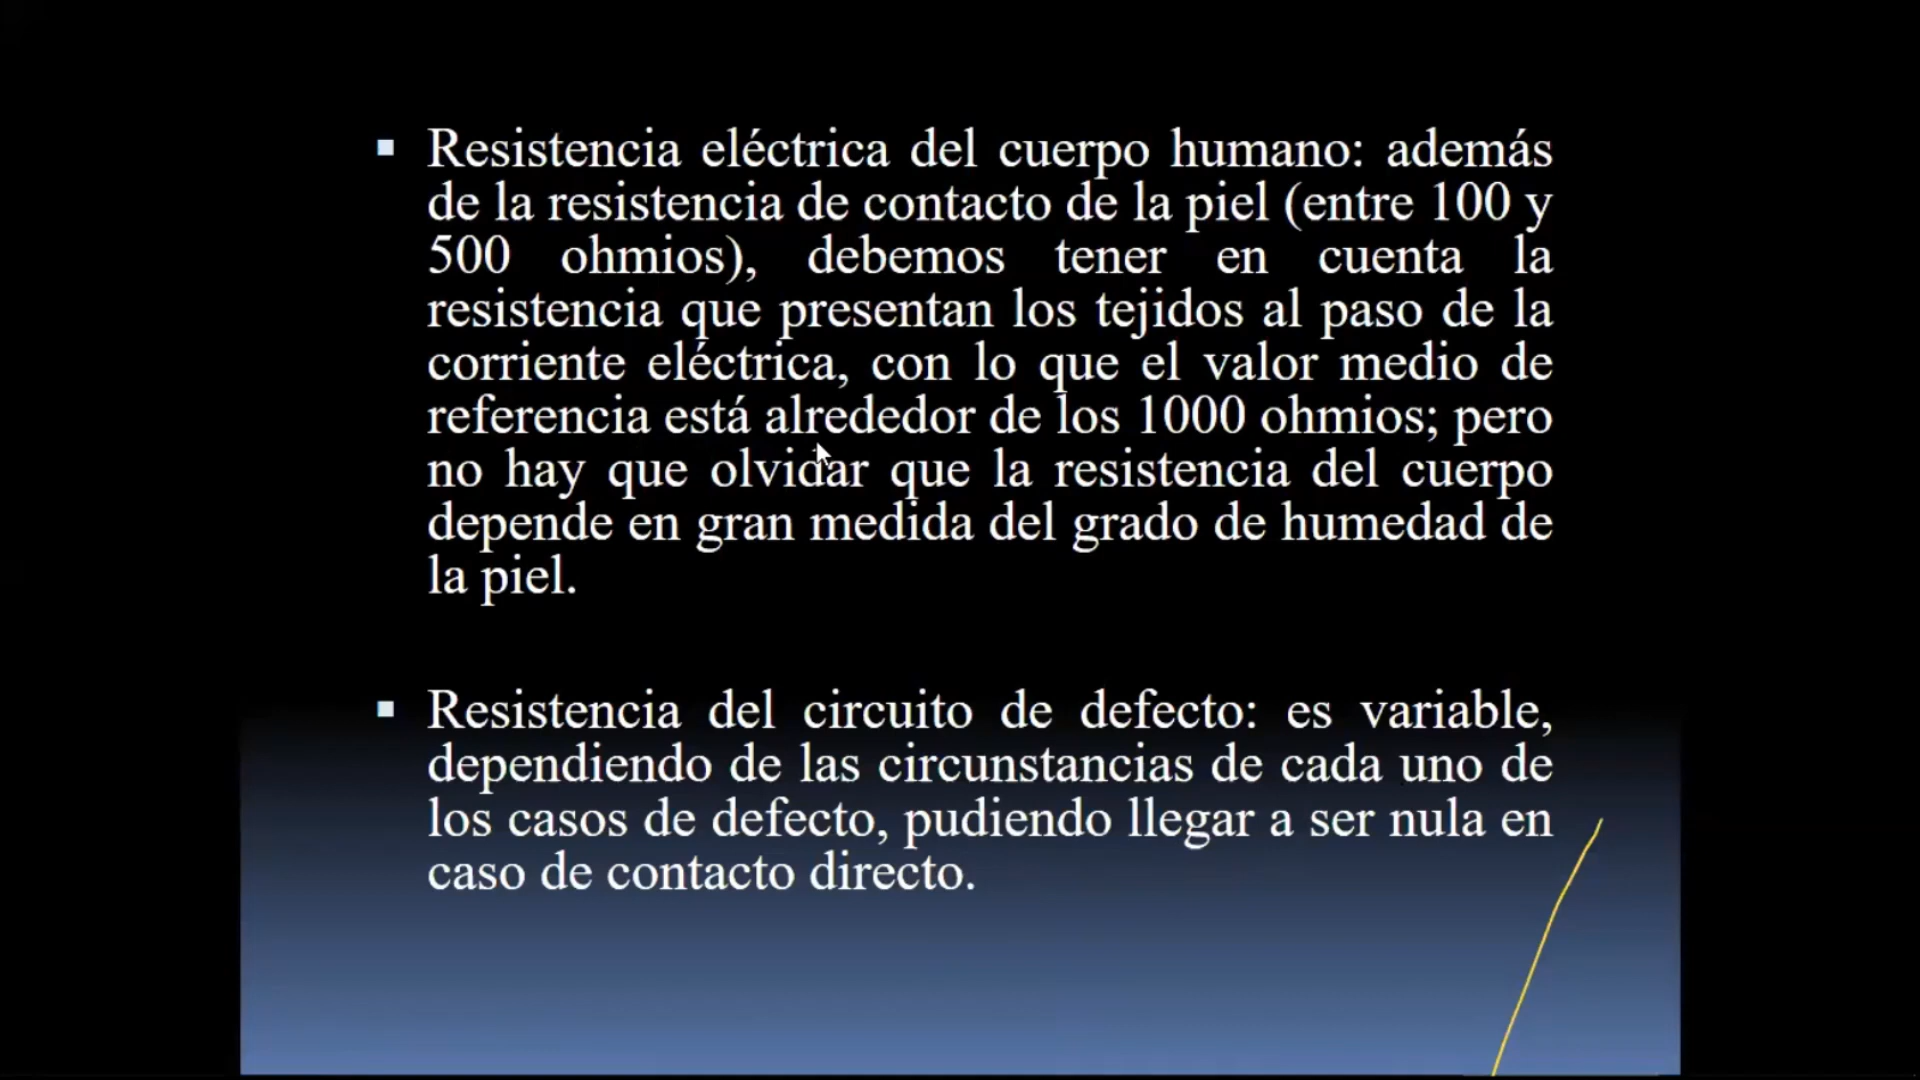 Resistencia eléctrica del cuerpo humano: además
de la resistencia de contacto de la piel (entre 100 y
500 ohmios), debemos tener en cuenta la
resistencia que presentan los tejidos al paso de la
corriente eléctrica, con lo que el valor medio de
referencia está alrededor de los 1000 ohmios; pero
no hay que olvidar que la resistencia del cuerpo
depende en gran medida del grado de humedad de
la piel.
Resistencia del circuito de defecto: es variable,
dependiendo de las circunstancias de cada uno de
los casos de defecto, pudiendo llegar a ser nula en
caso de contacto directo.